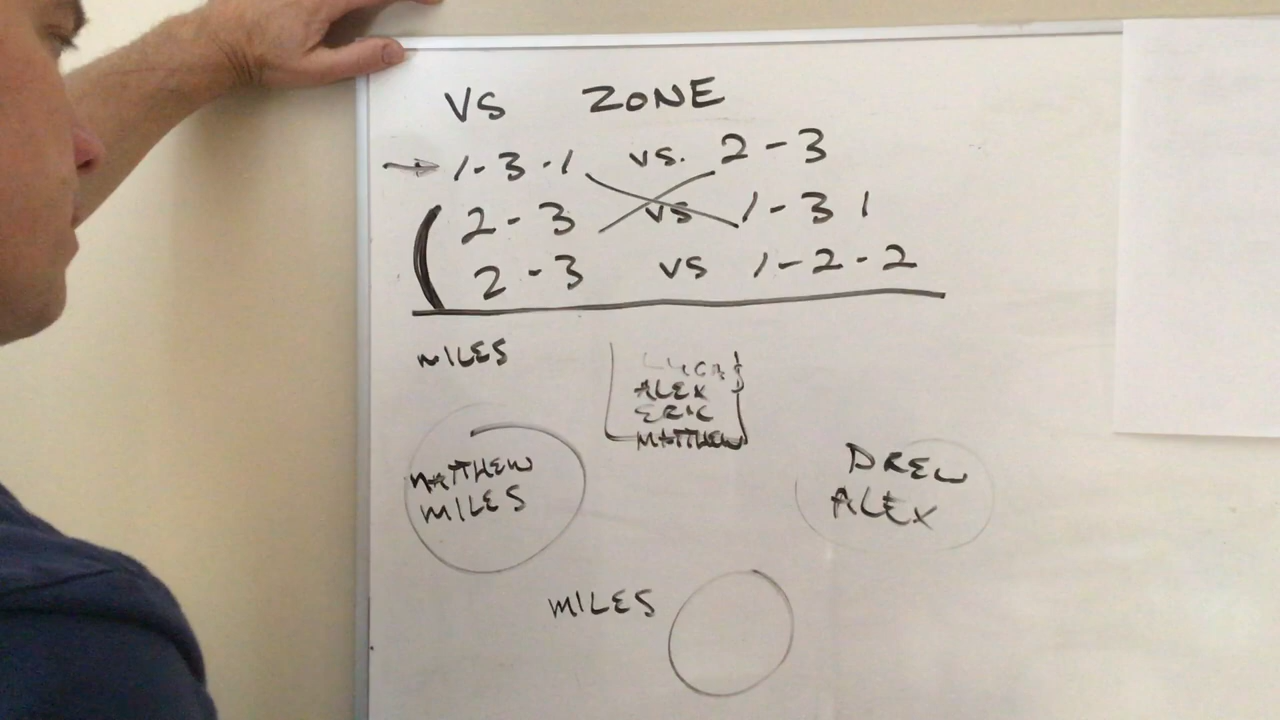 VS ZONE
1-3-1 vs. 2-3
2-3 vs 1-3 1
2-3 vs 1-2-2
MILES
LUCAS
ALEX
ERIC
MATTHEW
MATTHEW
MILES
DREW
ALEX
MILES